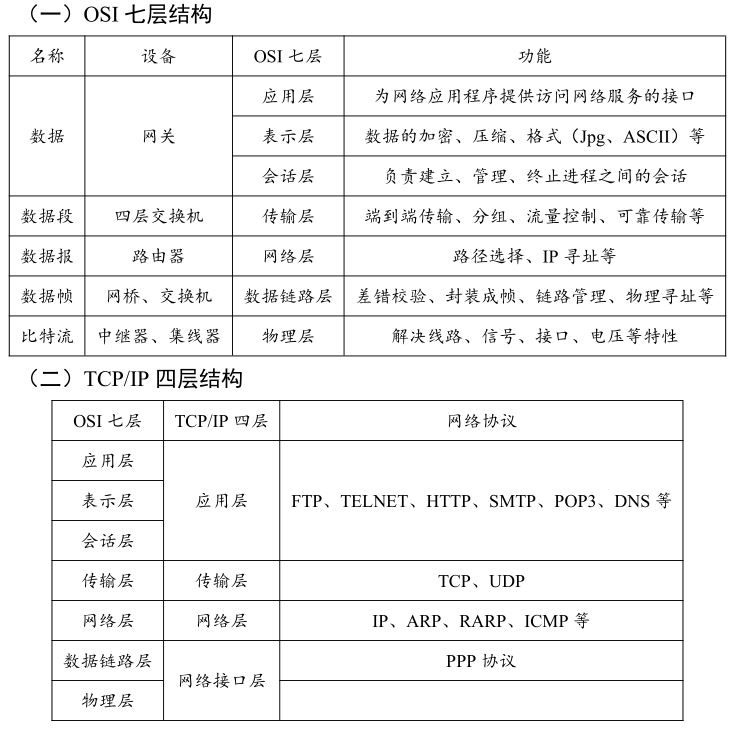 （一）OSI 七层结构
名称 设备 OSI 七层 功能
应用层 为网络应用程序提供访问网络服务的接口
数据 网关 表示层 数据的加密、压缩、格式（Jpg、ASCII）等
会话层 负责建立、管理、终止进程之间的会话
数据段 四层交换机 传输层 端到端传输、分组、流量控制、可靠传输等
数据报 路由器 网络层 路径选择、IP 寻址等
数据帧 网桥、交换机 数据链路层 差错校验、封装成帧、链路管理、物理寻址等
比特流 中继器、集线器 物理层 解决线路、信号、接口、电压等特性
（二）TCP/IP 四层结构
OSI 七层 TCP/IP 四层 网络协议
应用层
表示层 应用层 FTP、TELNET、HTTP、SMTP、POP3、DNS 等
会话层
传输层 传输层 TCP、UDP
网络层 网络层 IP、ARP、RARP、ICMP 等
数据链路层 PPP 协议
网络接口层
物理层